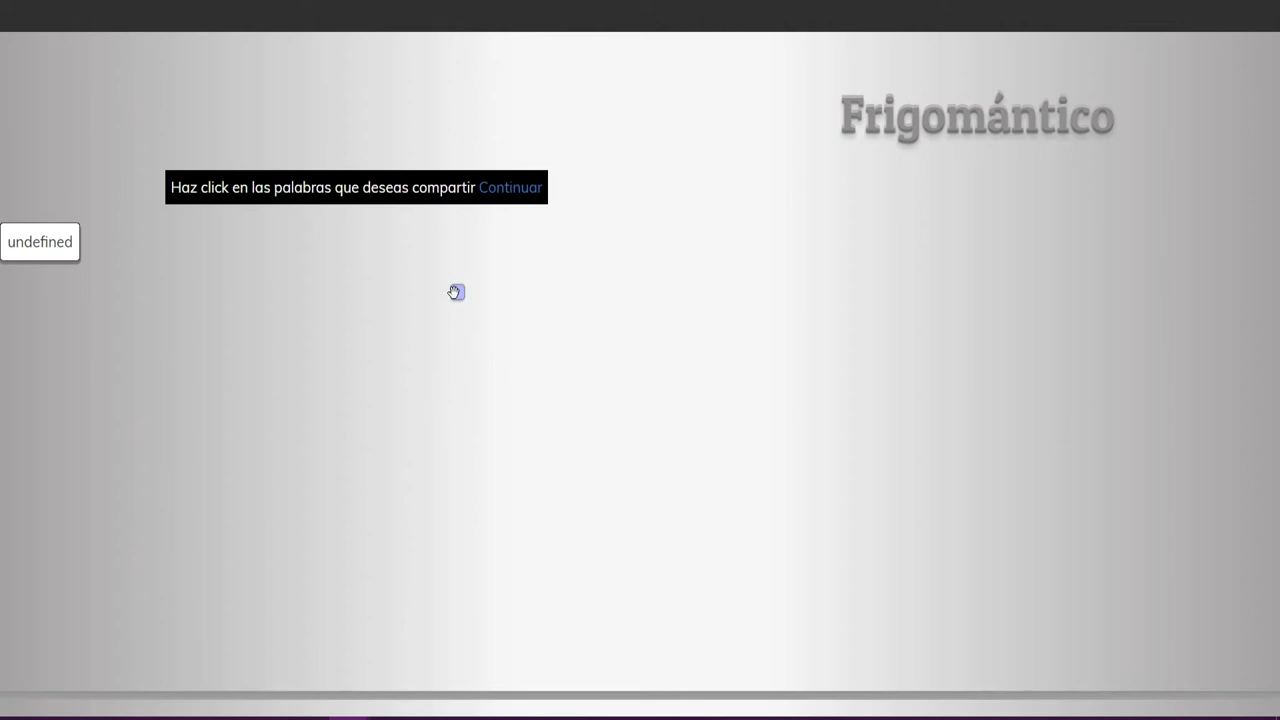 Frigomántico
Haz click en las palabras que deseas compartir Continuar
undefined